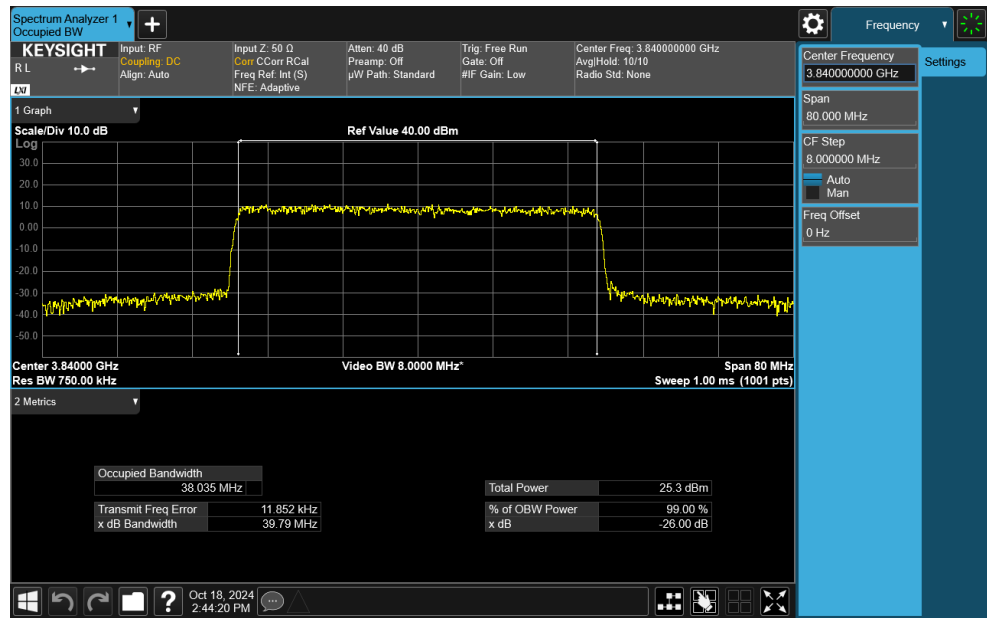 Spectrum Analyzer 1
Occupied BW
Frequency
KEYSIGHT
R L
LXI
Input: RF
Coupling: DC
Align: Auto
Input Z: 50 Ω
Corr CCorr RCal
Freq Ref: Int (S)
NFE: Adaptive
Atten: 40 dB
Preamp: Off
µW Path: Standard
Trig: Free Run
Gate: Off
#IF Gain: Low
Center Freq: 3.840000000 GHz
Avg|Hold: 10/10
Radio Std: None
Center Frequency
3.840000000 GHz
Settings
Span
80.000 MHz
CF Step
8.000000 MHz
Auto
Man
Freq Offset
0 Hz
1 Graph
Scale/Div 10.0 dB
Ref Value 40.00 dBm
Log
30.0
20.0
10.0
0.00
-10.0
-20.0
-30.0
-40.0
-50.0
Center 3.84000 GHz
Video BW 8.0000 MHz*
Span 80 MHz
Res BW 750.00 kHz
Sweep 1.00 ms (1001 pts)
2 Metrics
Occupied Bandwidth
38.035 MHz
Total Power 25.3 dBm
Transmit Freq Error 11.852 kHz
% of OBW Power 99.00 %
x dB Bandwidth 39.79 MHz
x dB -26.00 dB
?
Oct 18, 2024
2:44:20 PM